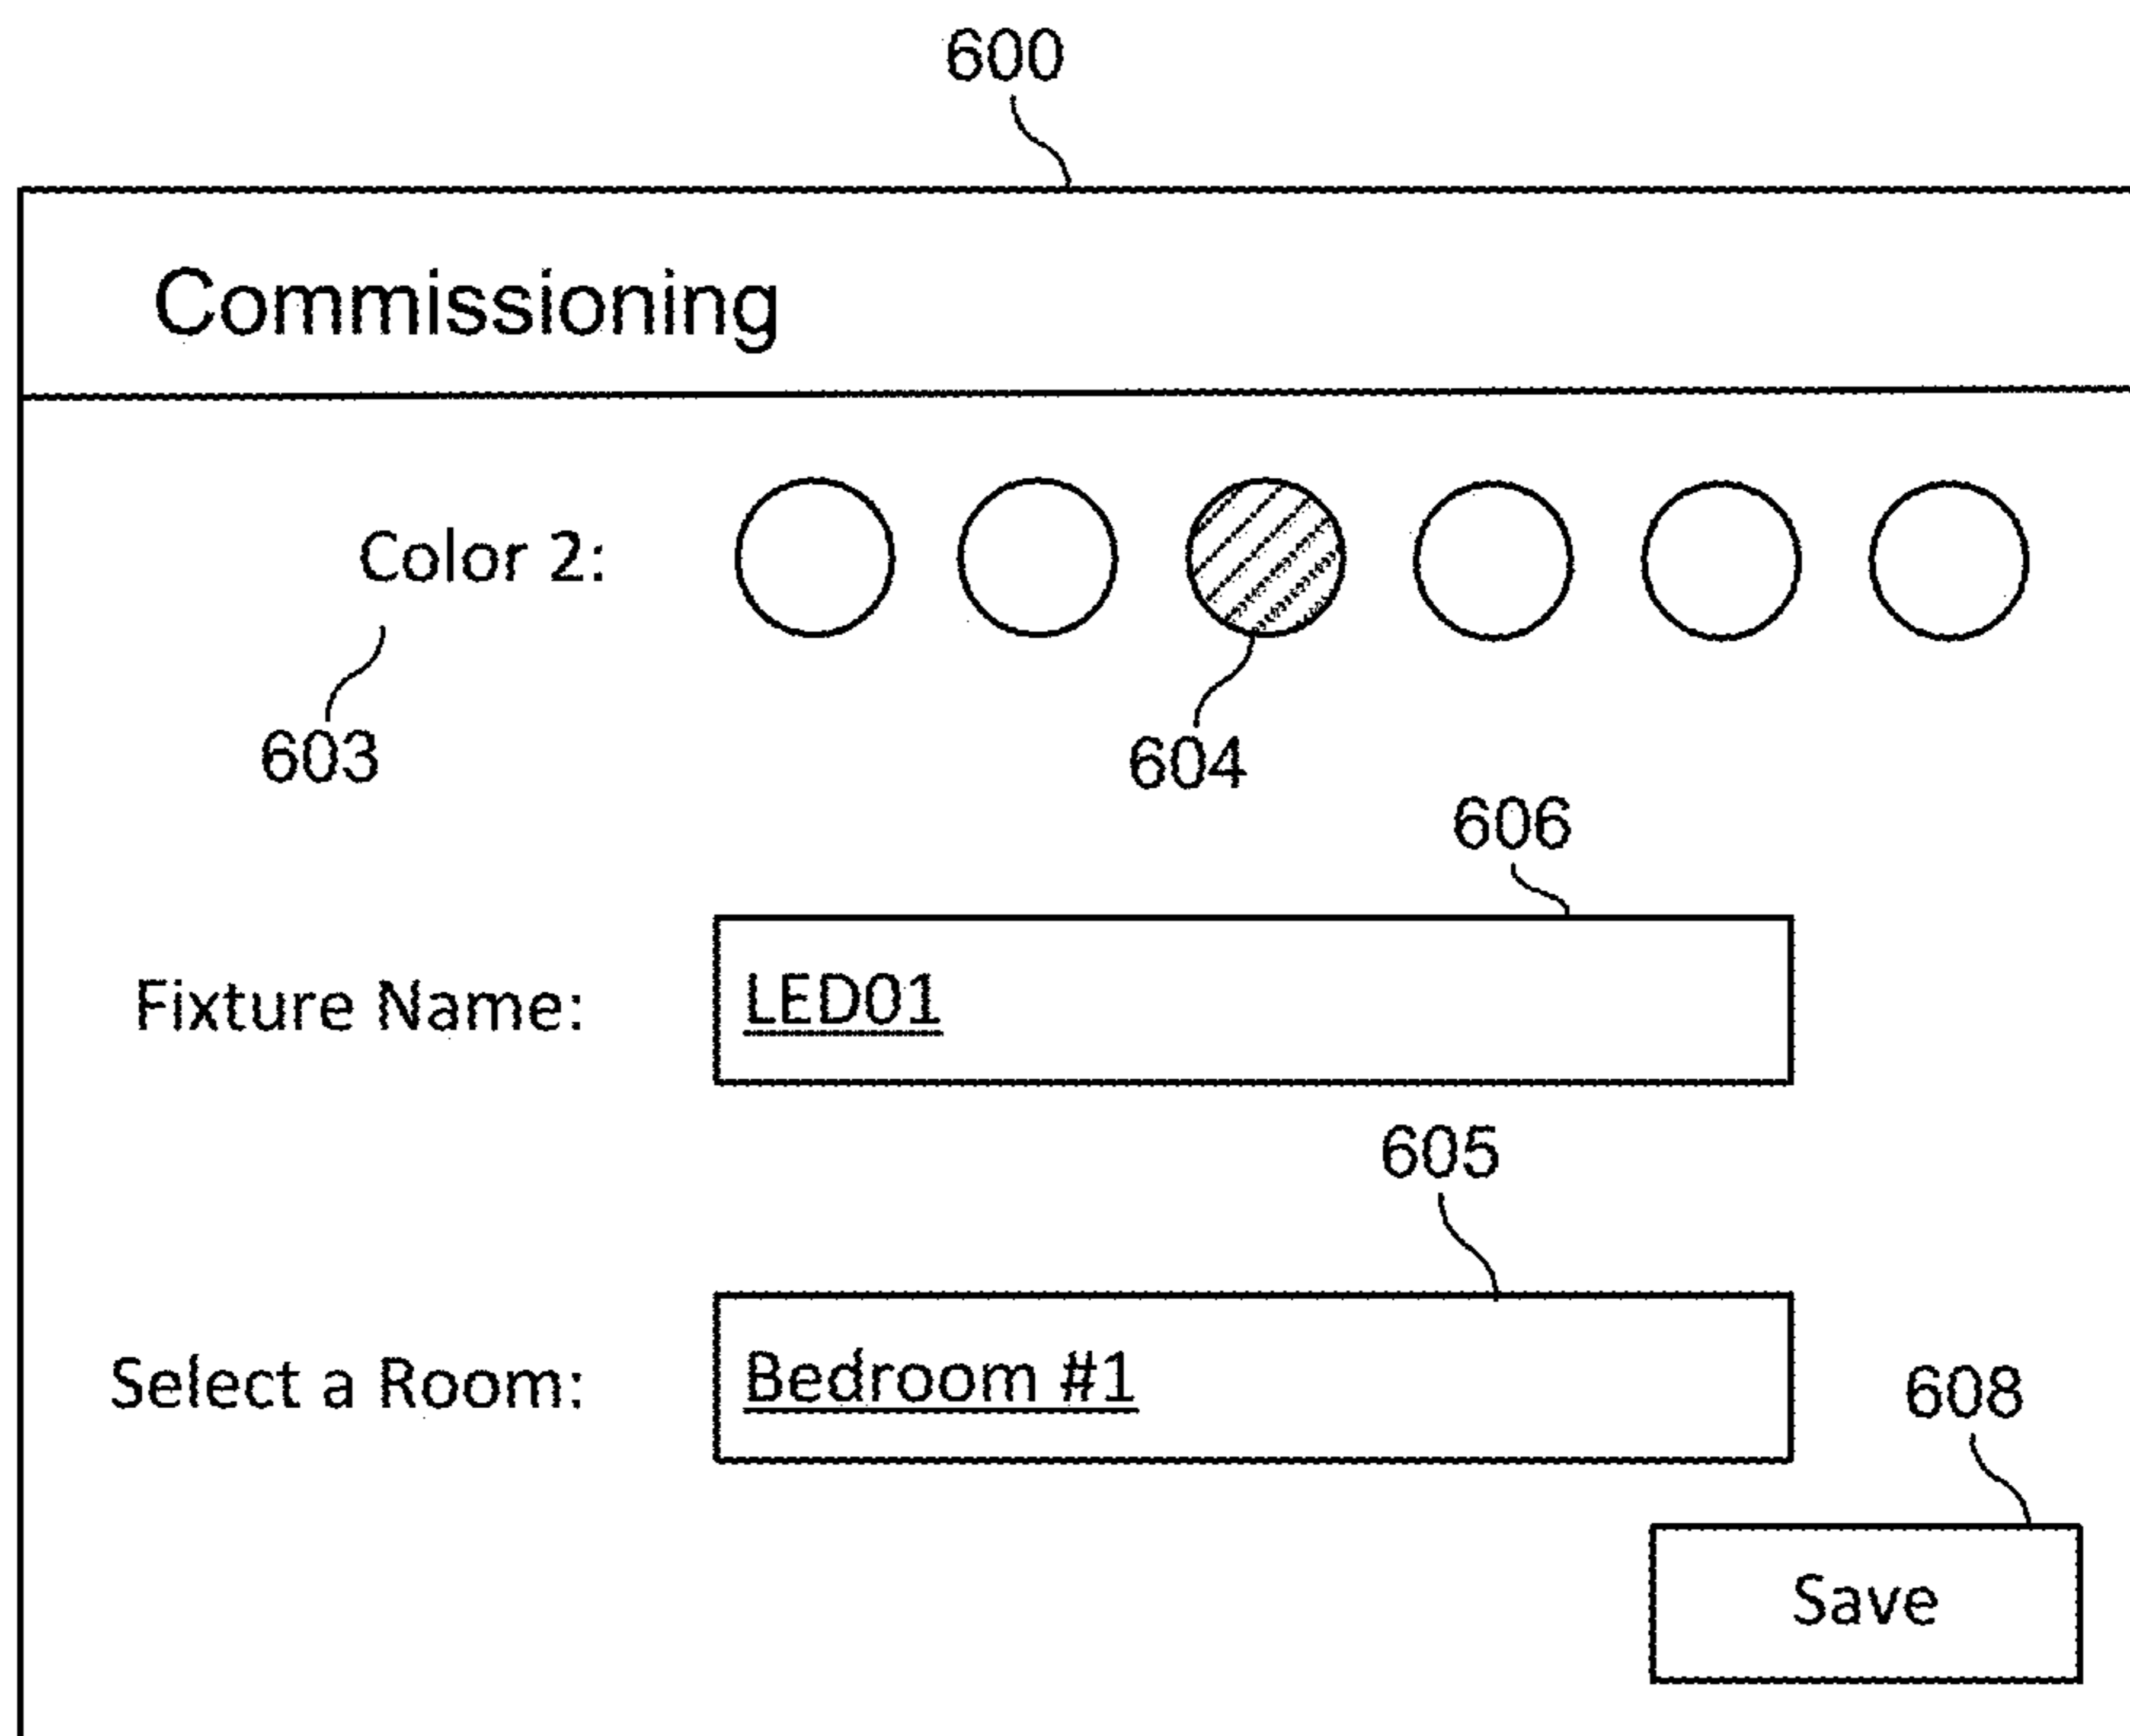 600
Commissioning
Color 2:
603
604
606
Fixture Name: LED01
605
Select a Room: Bedroom #1
608
Save